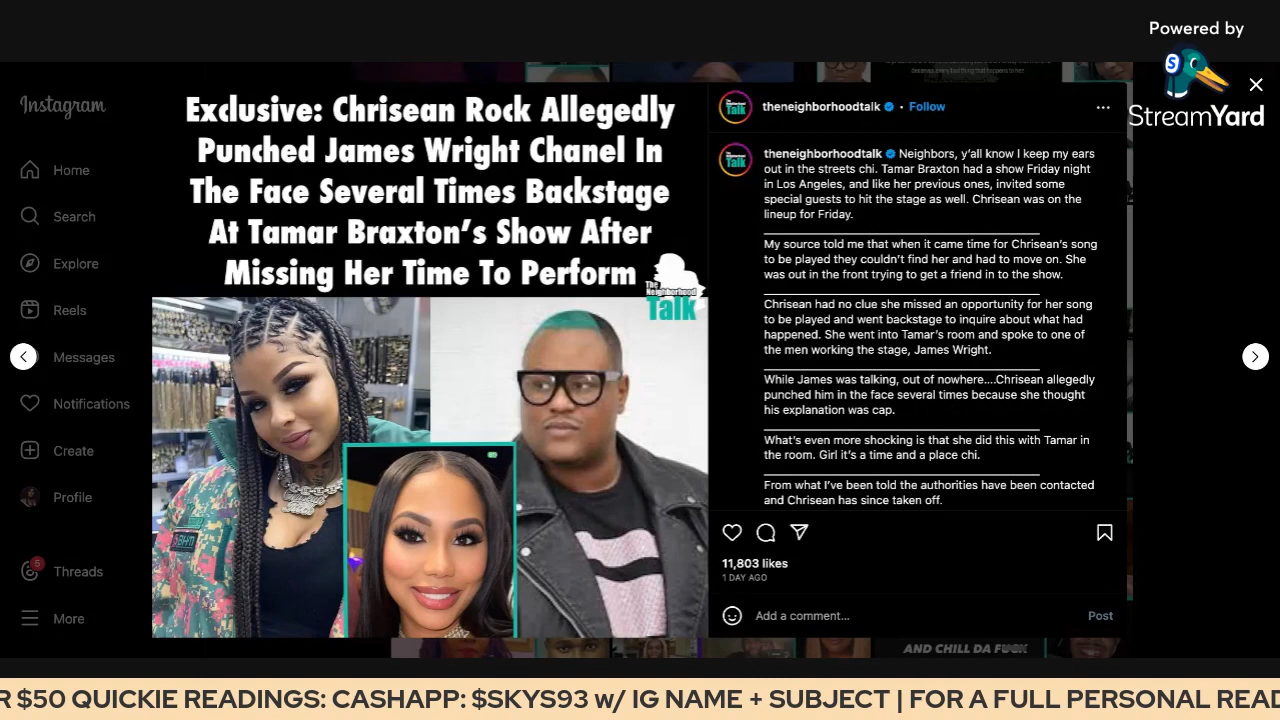 Powered by
StreamYard
Instagram
Home
Search
Explore
Reels
Messages
Notifications
Create
Profile
6
Threads
More
Exclusive: Chrisean Rock Allegedly
Punched James Wright Chanel In
The Face Several Times Backstage
At Tamar Braxton's Show After
Missing Her Time To Perform
The
Neighborhood
Talk
theneighborhoodtalk • Follow
theneighborhoodtalk Neighbors, y'all know I keep my ears
out in the streets chi. Tamar Braxton had a show Friday night
in Los Angeles, and like her previous ones, invited some
special guests to hit the stage as well. Chrisean was on the
lineup for Friday.
My source told me that when it came time for Chrisean's song
to be played they couldn't find her and had to move on. She
was out in the front trying to get a friend in to the show.
Chrisean had no clue she missed an opportunity for her song
to be played and went backstage to inquire about what had
happened. She went into Tamar's room and spoke to one of
the men working the stage, James Wright.
While James was talking, out of nowhere....Chrisean allegedly
punched him in the face several times because she thought
his explanation was cap.
What's even more shocking is that she did this with Tamar in
the room. Girl it's a time and a place chi.
From what I've been told the authorities have been contacted
and Chrisean has since taken off.
11,803 likes
1 DAY AGO
Add a comment... Post
AND CHILL DA FUCK
R $50 QUICKIE READINGS: CASHAPP: $SKYS93 w/ IG NAME + SUBJECT | FOR A FULL PERSONAL READ